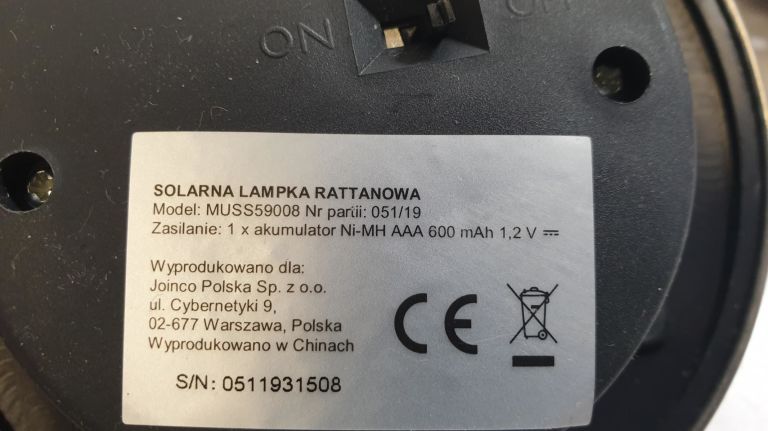 ON OFF
SOLARNA LAMPKA RATTANOWA
Model: MUSS59008 Nr partii: 051/19
Zasilanie: 1 x akumulator Ni-MH AAA 600 mAh 1,2 V ⎓
Wyprodukowano dla:
Joinco Polska Sp. z o.o.
ul. Cybernetyki 9,
02-677 Warszawa, Polska
Wyprodukowano w Chinach
CE
S/N: 0511931508